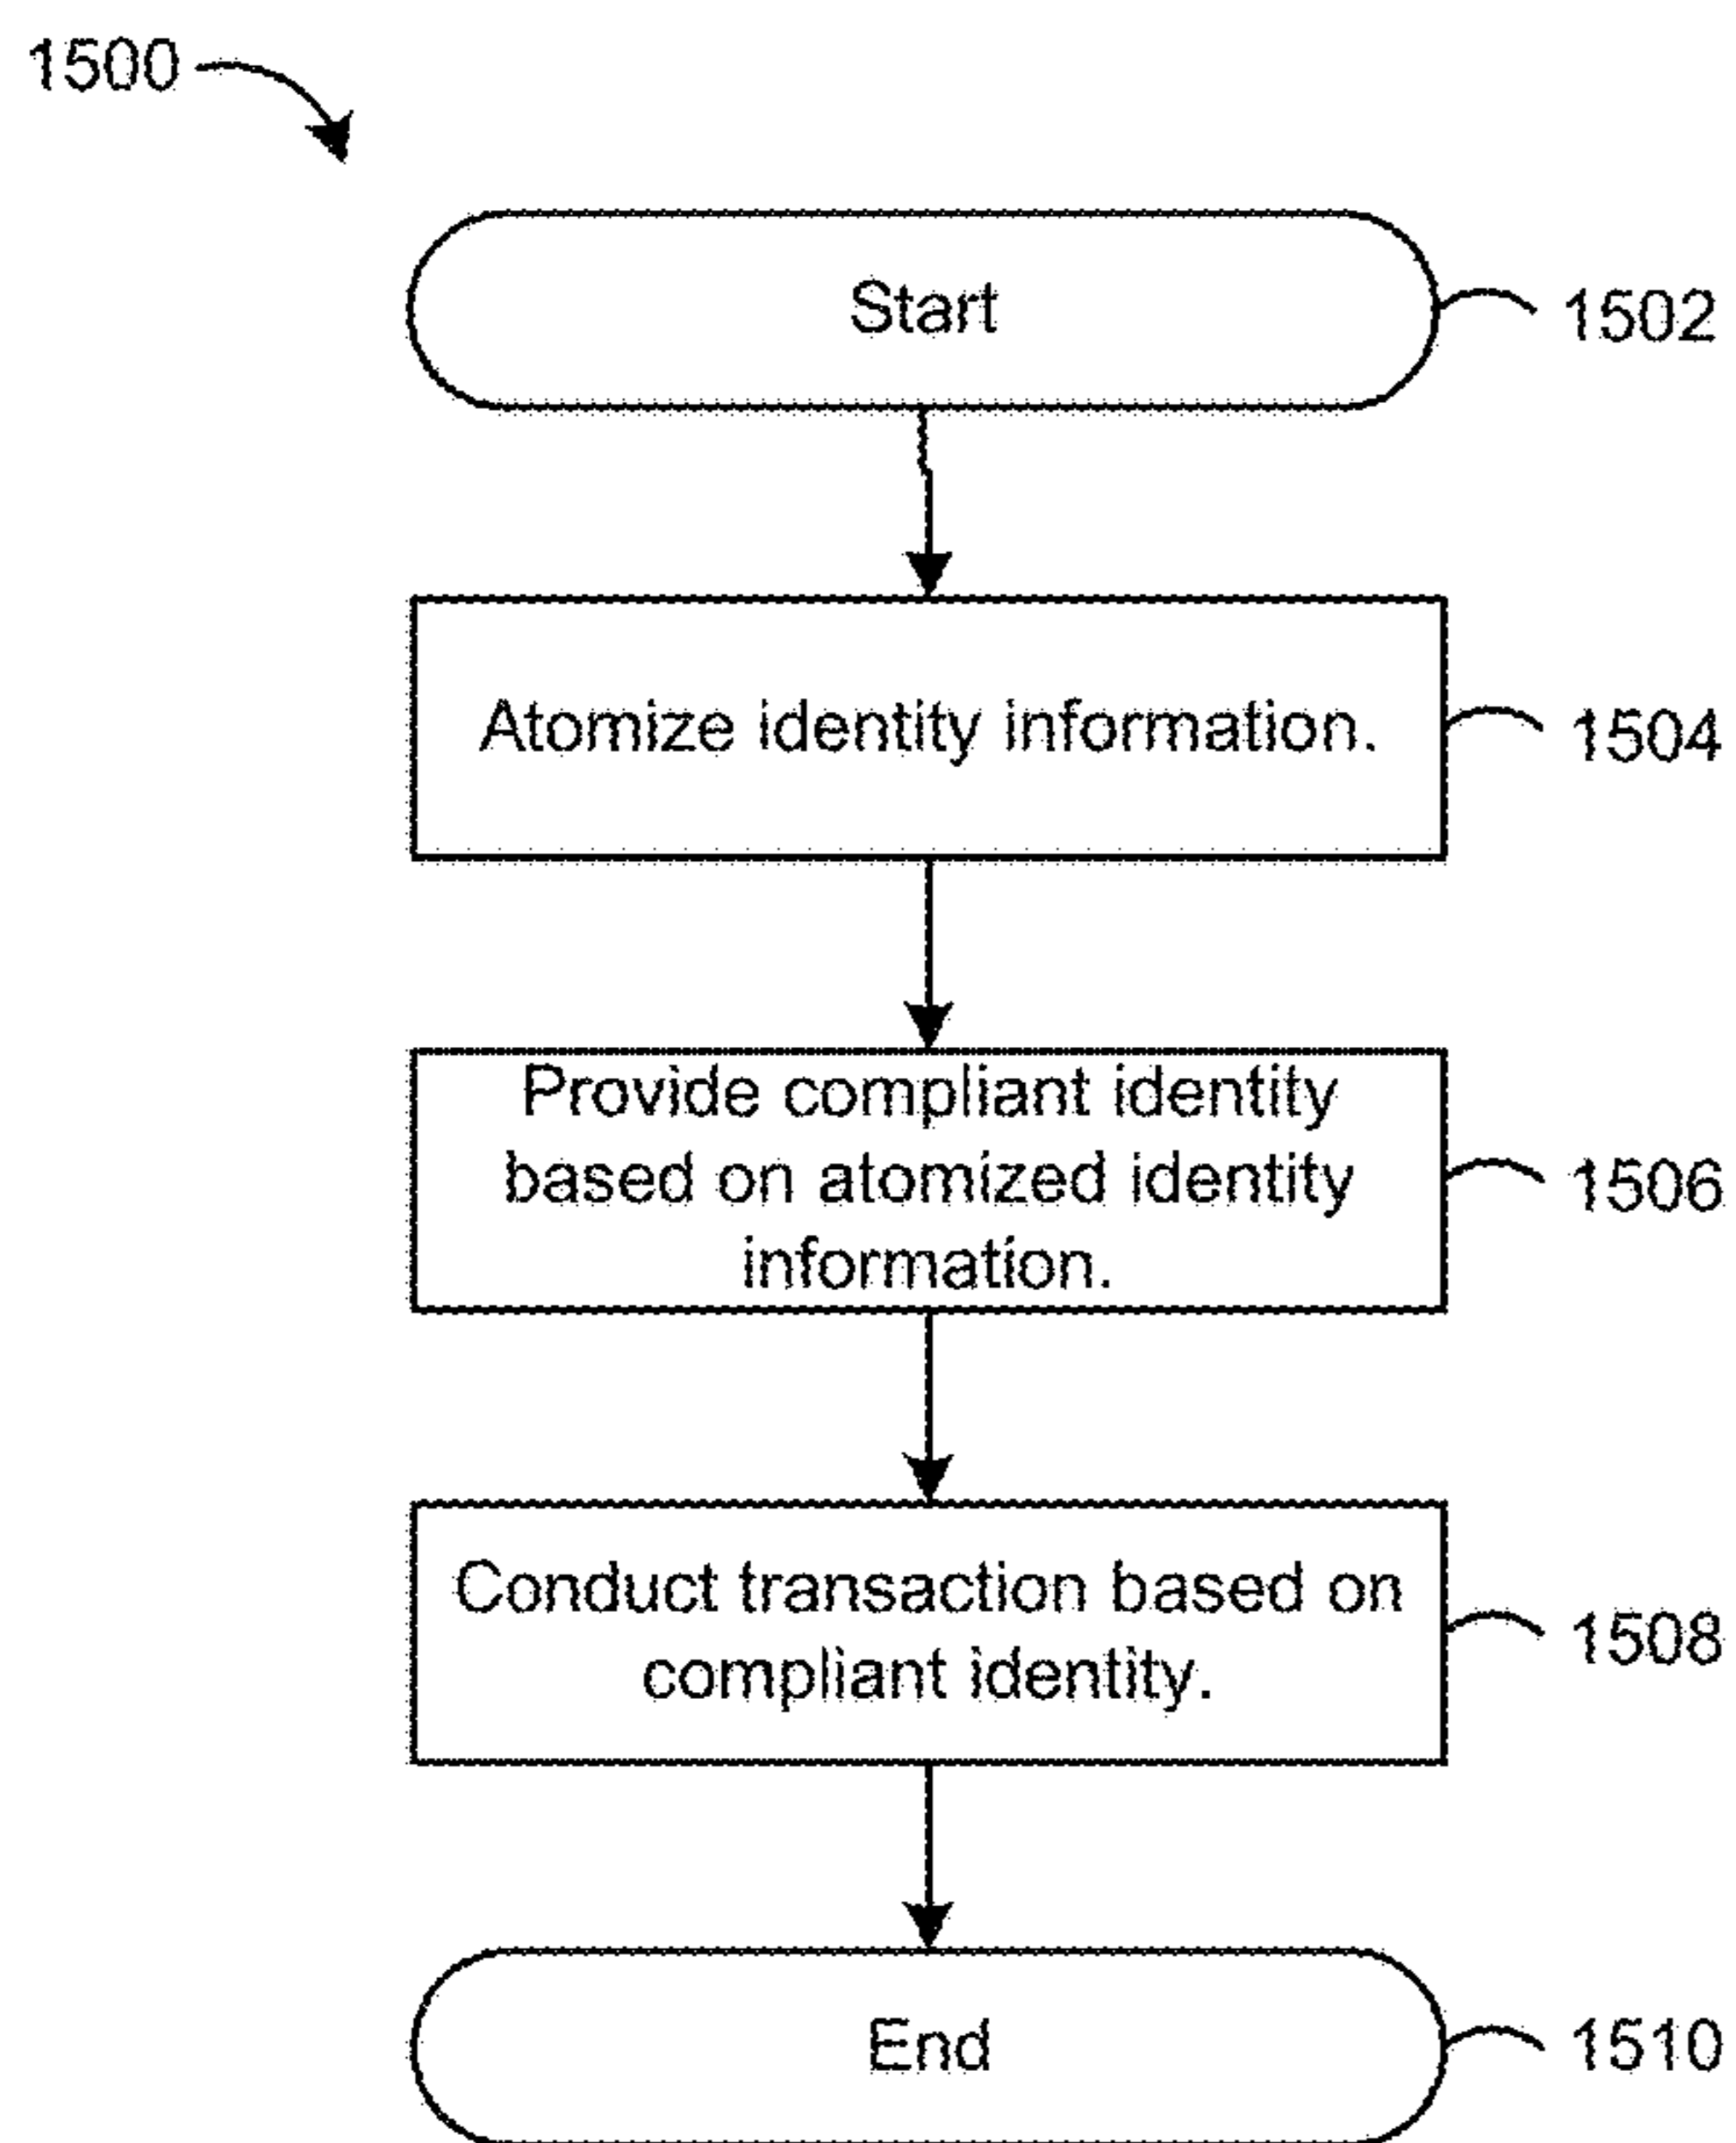 1500
Start
1502
Atomize identity information.
1504
Provide compliant identity
based on atomized identity
information.
1506
Conduct transaction based on
compliant identity.
1508
End
1510